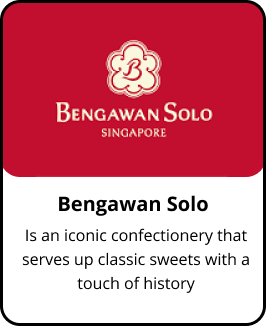 B
BENGAWAN SOLO
SINGAPORE
Bengawan Solo
Is an iconic confectionery that
serves up classic sweets with a
touch of history